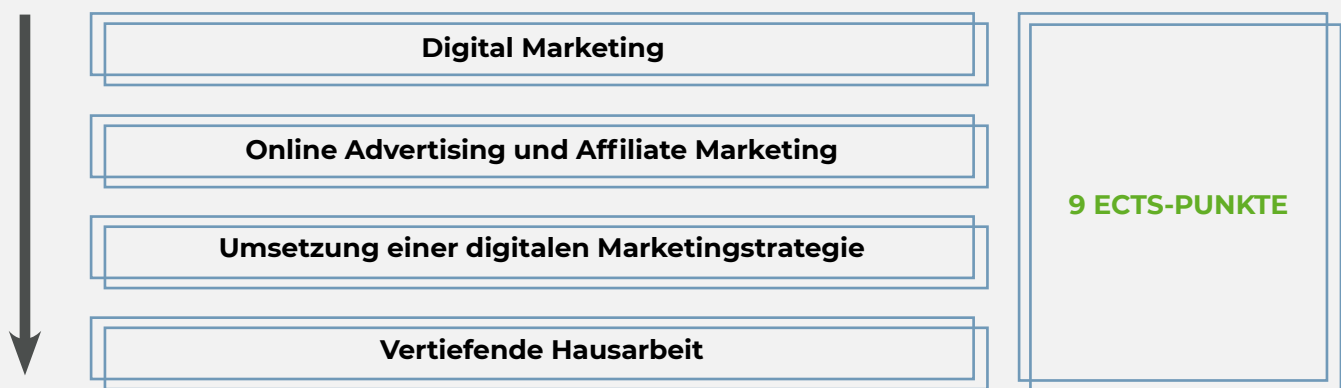 Digital Marketing
Online Advertising und Affiliate Marketing
Umsetzung einer digitalen Marketingstrategie
Vertiefende Hausarbeit
9 ECTS-PUNKTE